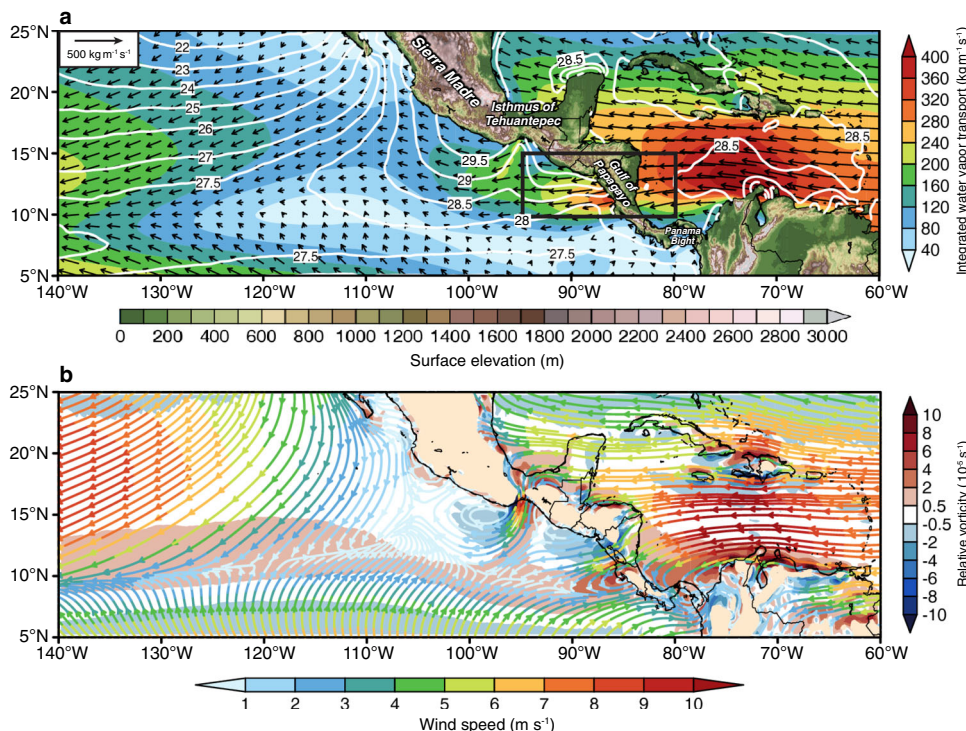 a
500 kg m⁻¹ s⁻¹
25°N
20°N
15°N
10°N
5°N
22
23
24
25
26
27
27.5
28.5
29.5
29
28.5
28
27.5
27.5
28.5
28.5
Sierra Madre
Isthmus of
Tehuantepec
Gulf of
Papagayo
Panama
Bight
140°W 130°W 120°W 110°W 100°W 90°W 80°W 70°W 60°W
400
360
320
280
240
200
160
120
80
40
Integrated water vapor transport (kgm⁻¹ s⁻¹)
0 200 400 600 800 1000 1200 1400 1600 1800 2000 2200 2400 2600 2800 3000
Surface elevation (m)
b
25°N
20°N
15°N
10°N
5°N
140°W 130°W 120°W 110°W 100°W 90°W 80°W 70°W 60°W
10
8
6
4
2
0.5
-0.5
-2
-4
-6
-8
-10
Relative vorticity (10⁻⁵ s⁻¹)
1 2 3 4 5 6 7 8 9 10
Wind speed (m s⁻¹)